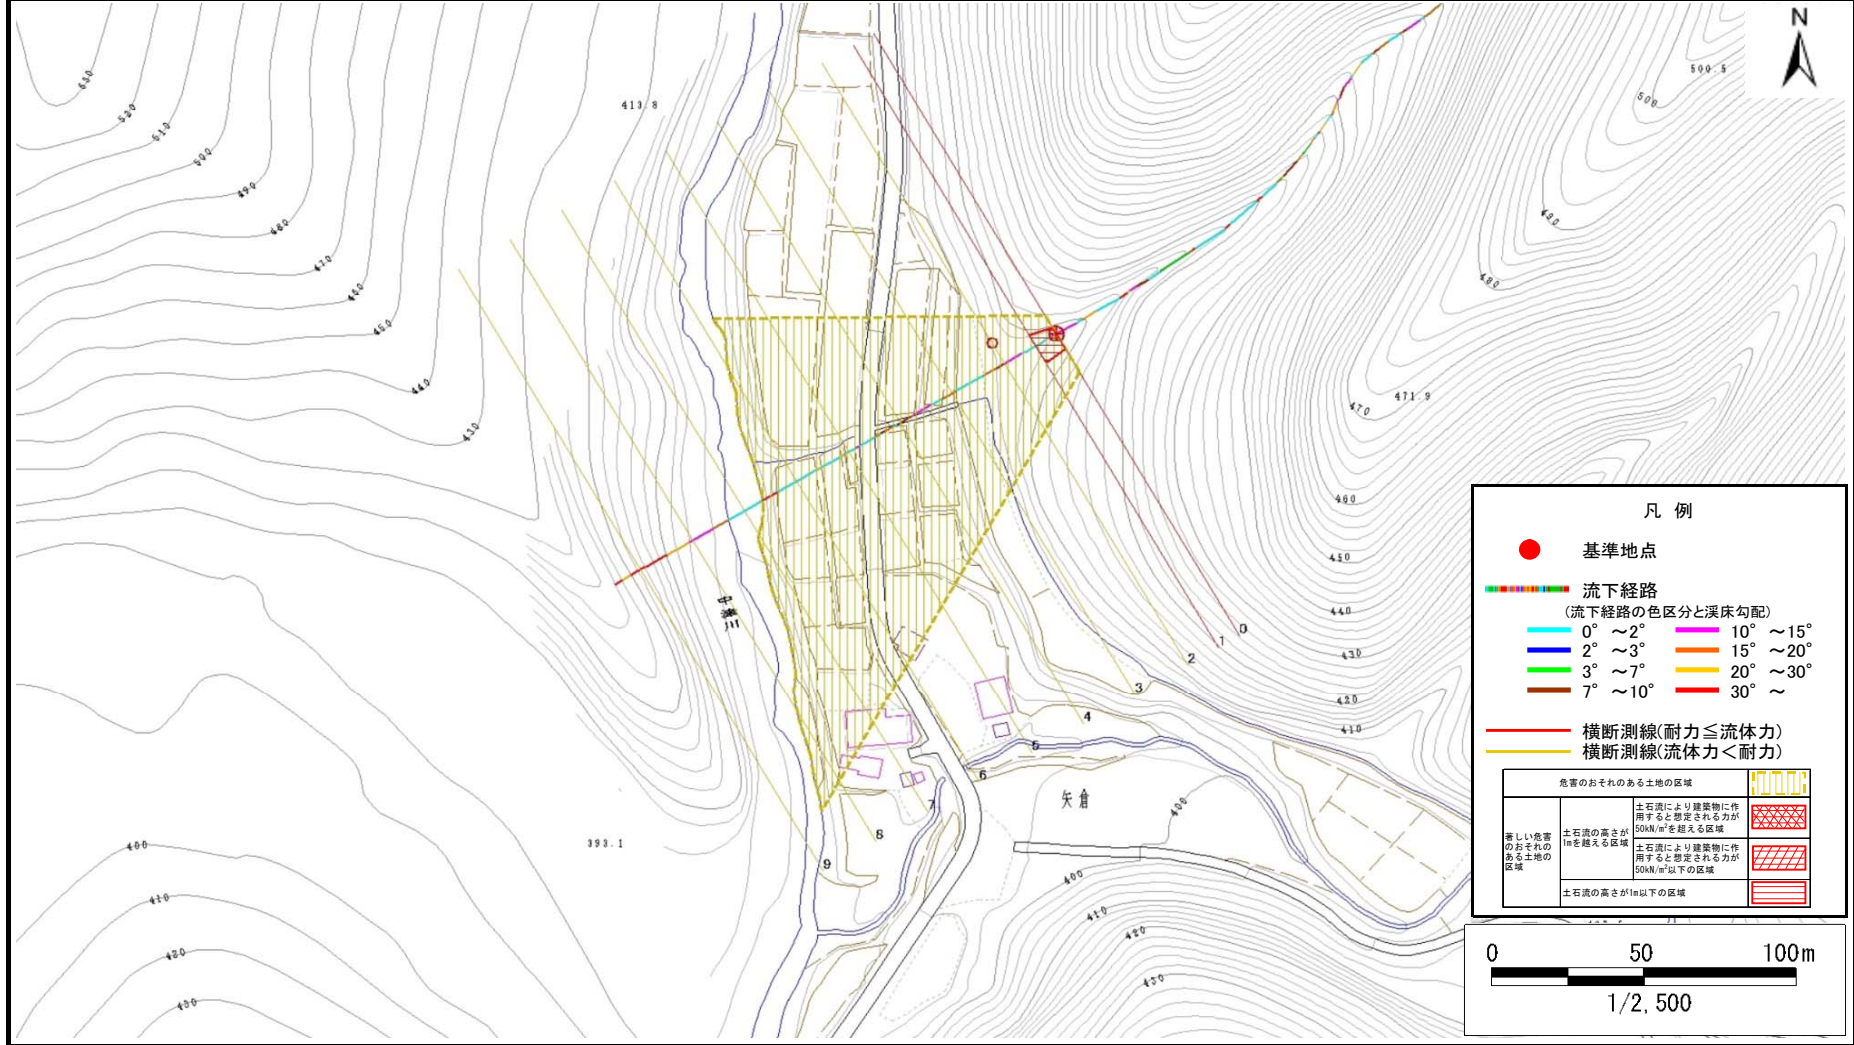 N
530
520
510
500
490
480
470
460
450
440
430
413.8
500.5
500
490
480
471.9
470
460
450
440
430
420
410
0
1
2
3
4
5
6
7
8
9
矢倉
400
393.1
400
410
420
430
400
410
420
430
凡 例
基準地点
流下経路
(流下経路の色区分と渓床勾配)
0° ～2° 10° ～15°
2° ～3° 15° ～20°
3° ～7° 20° ～30°
7° ～10° 30° ～
横断測線(耐力≦流体力)
横断測線(流体力<耐力)
危害のおそれのある土地の区域
著しい危害
のおそれの
ある土地の
区域
土石流の高さが
1mを越える区域
土石流により建築物に作
用すると想定される力が
50kN/m²を超える区域
土石流により建築物に作
用すると想定される力が
50kN/m²以下の区域
土石流の高さが1m以下の区域
0 50 100m
1/2,500